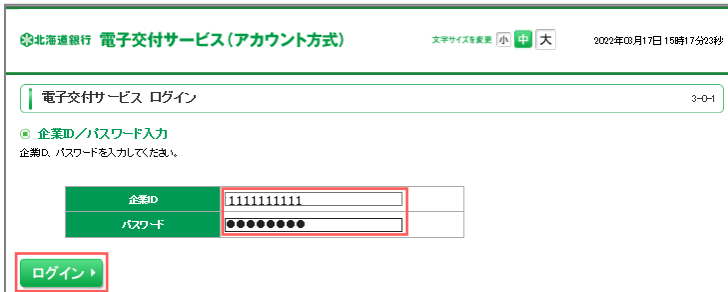 北海道銀行 電子交付サービス(アカウント方式) 文字サイズを変更 小 中 大 2022年03月17日 15時17分23秒
電子交付サービス ログイン 3-0-1
企業ID/パスワード入力
企業ID、パスワードを入力してください。
企業ID 1111111111
パスワード ●●●●●●●●
ログイン